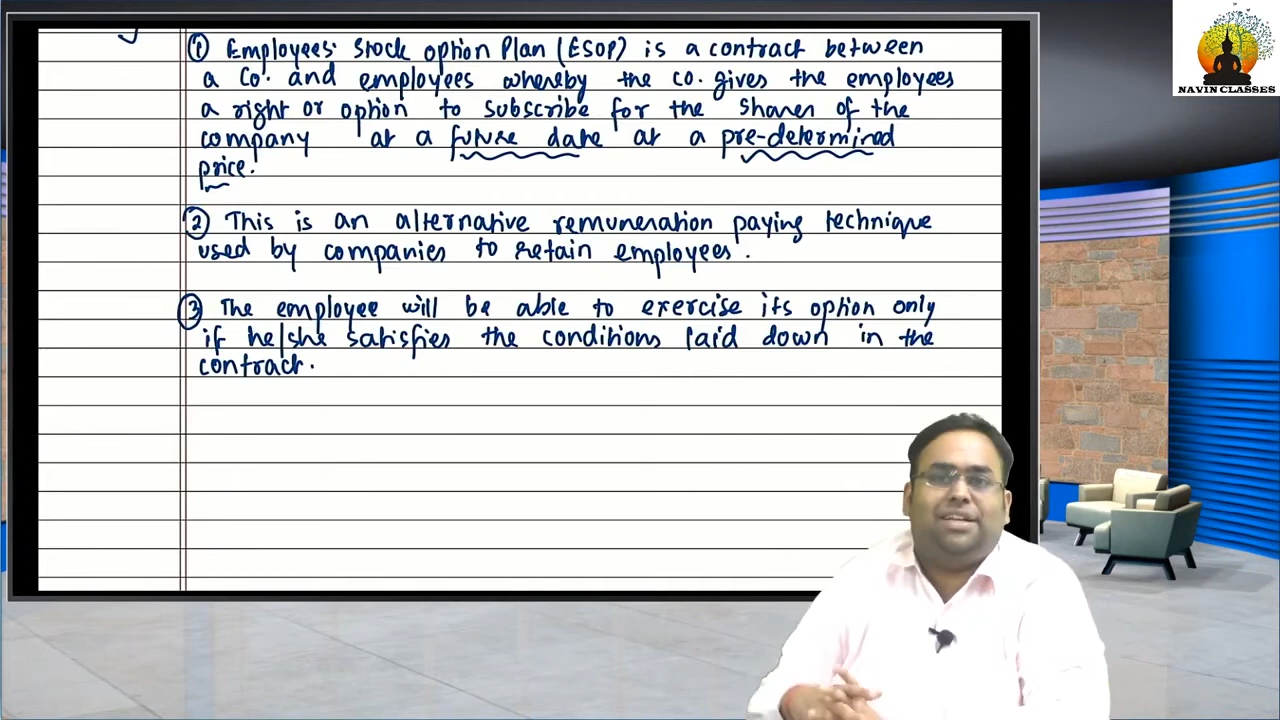 ① Employees' Stock option Plan (ESOP) is a contract between
a Co. and employees whereby the co. gives the employees
a right or option to subscribe for the shares of the
company at a future date at a pre-determined
price.
② This is an alternative remuneration paying technique
used by companies to retain employees.
③ The employee will be able to exercise its option only
if he/she satisfies the conditions laid down in the
contract.
NAVIN CLASSES